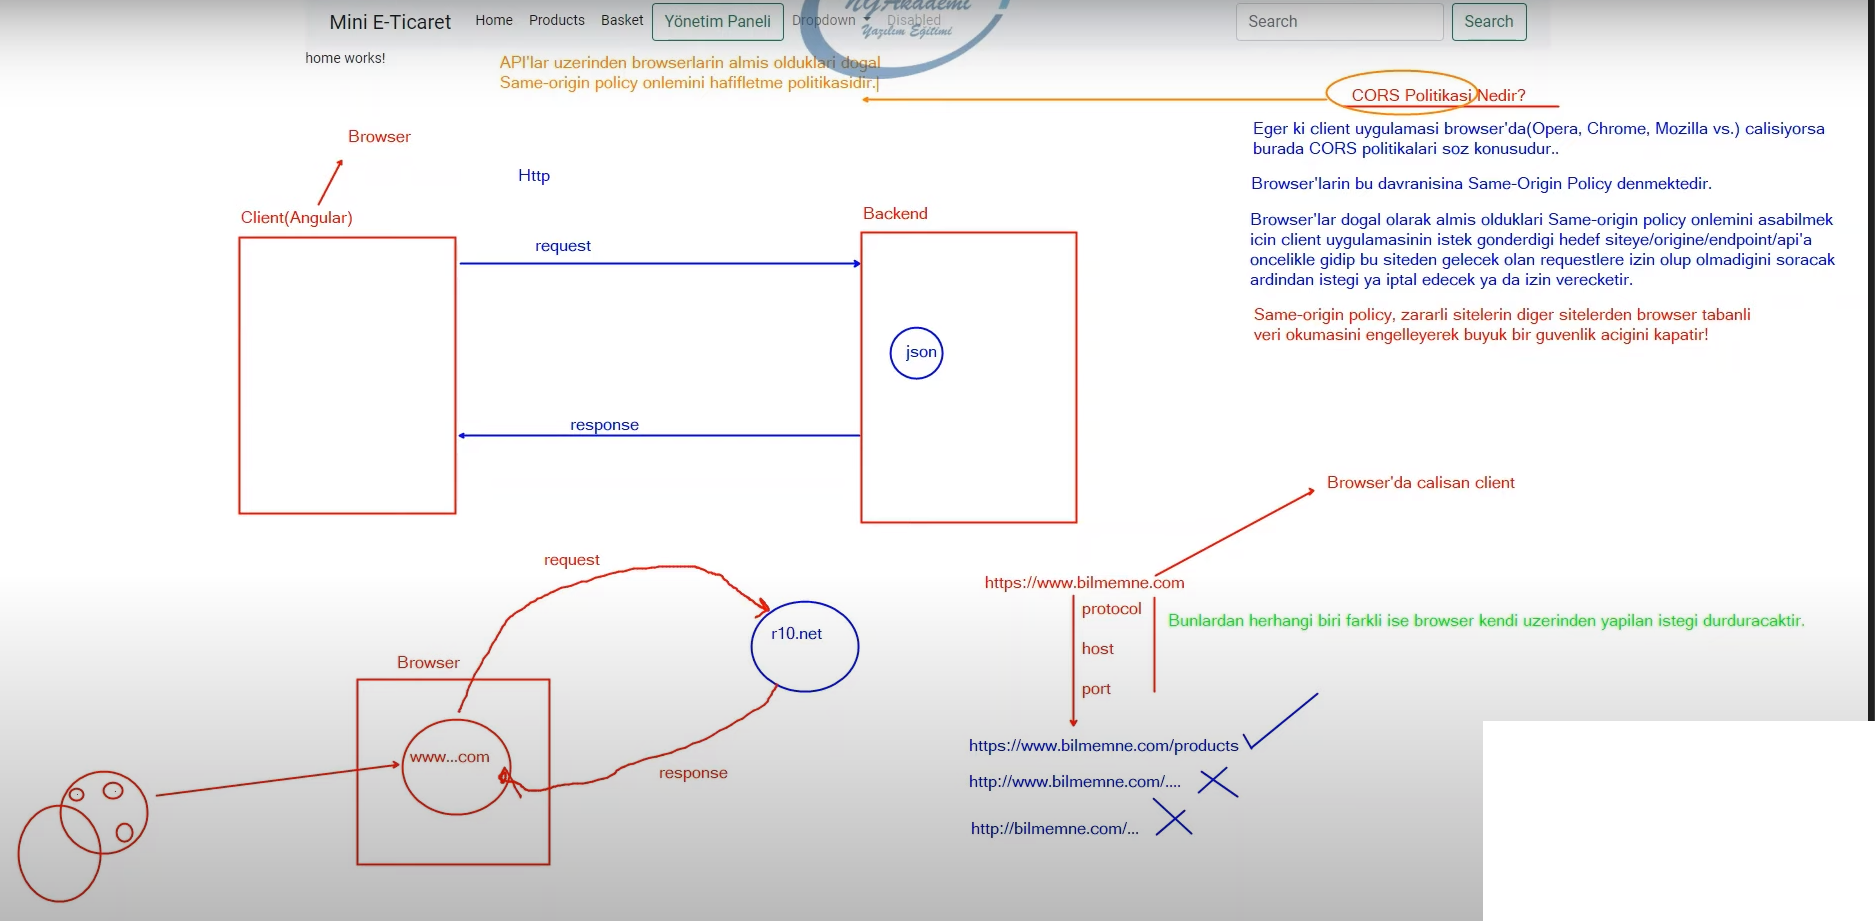 Mini E-Ticaret
Home
Products
Basket
Yönetim Paneli
Dropdown
Disabled
Search
Search
NGAkademi
Yazılım Eğitimi
home works!
API'lar uzerinden browserlarin almis olduklari dogal
Same-origin policy onlemini hafifletme politikasidir.
CORS Politikasi Nedir?
Eger ki client uygulamasi browser'da(Opera, Chrome, Mozilla vs.) calisiyorsa
burada CORS politikalari soz konusudur..
Browser'larin bu davranisina Same-Origin Policy denmektedir.
Browser'lar dogal olarak almis olduklari Same-origin policy onlemini asabilmek
icin client uygulamasinin istek gonderdigi hedef siteye/origine/endpoint/api'a
oncelikle gidip bu siteden gelecek olan requestlere izin olup olmadigini soracak
ardindan istegi ya iptal edecek ya da izin verecketir.
Same-origin policy, zararli sitelerin diger sitelerden browser tabanli
veri okumasini engelleyerek buyuk bir guvenlik acigini kapatir!
Browser
Http
Client(Angular)
Backend
request
json
response
Browser'da calisan client
request
https://www.bilmemne.com
protocol
host
port
Bunlardan herhangi biri farkli ise browser kendi uzerinden yapilan istegi durduracaktir.
r10.net
Browser
www...com
response
https://www.bilmemne.com/products
http://www.bilmemne.com/....
http://bilmemne.com/...